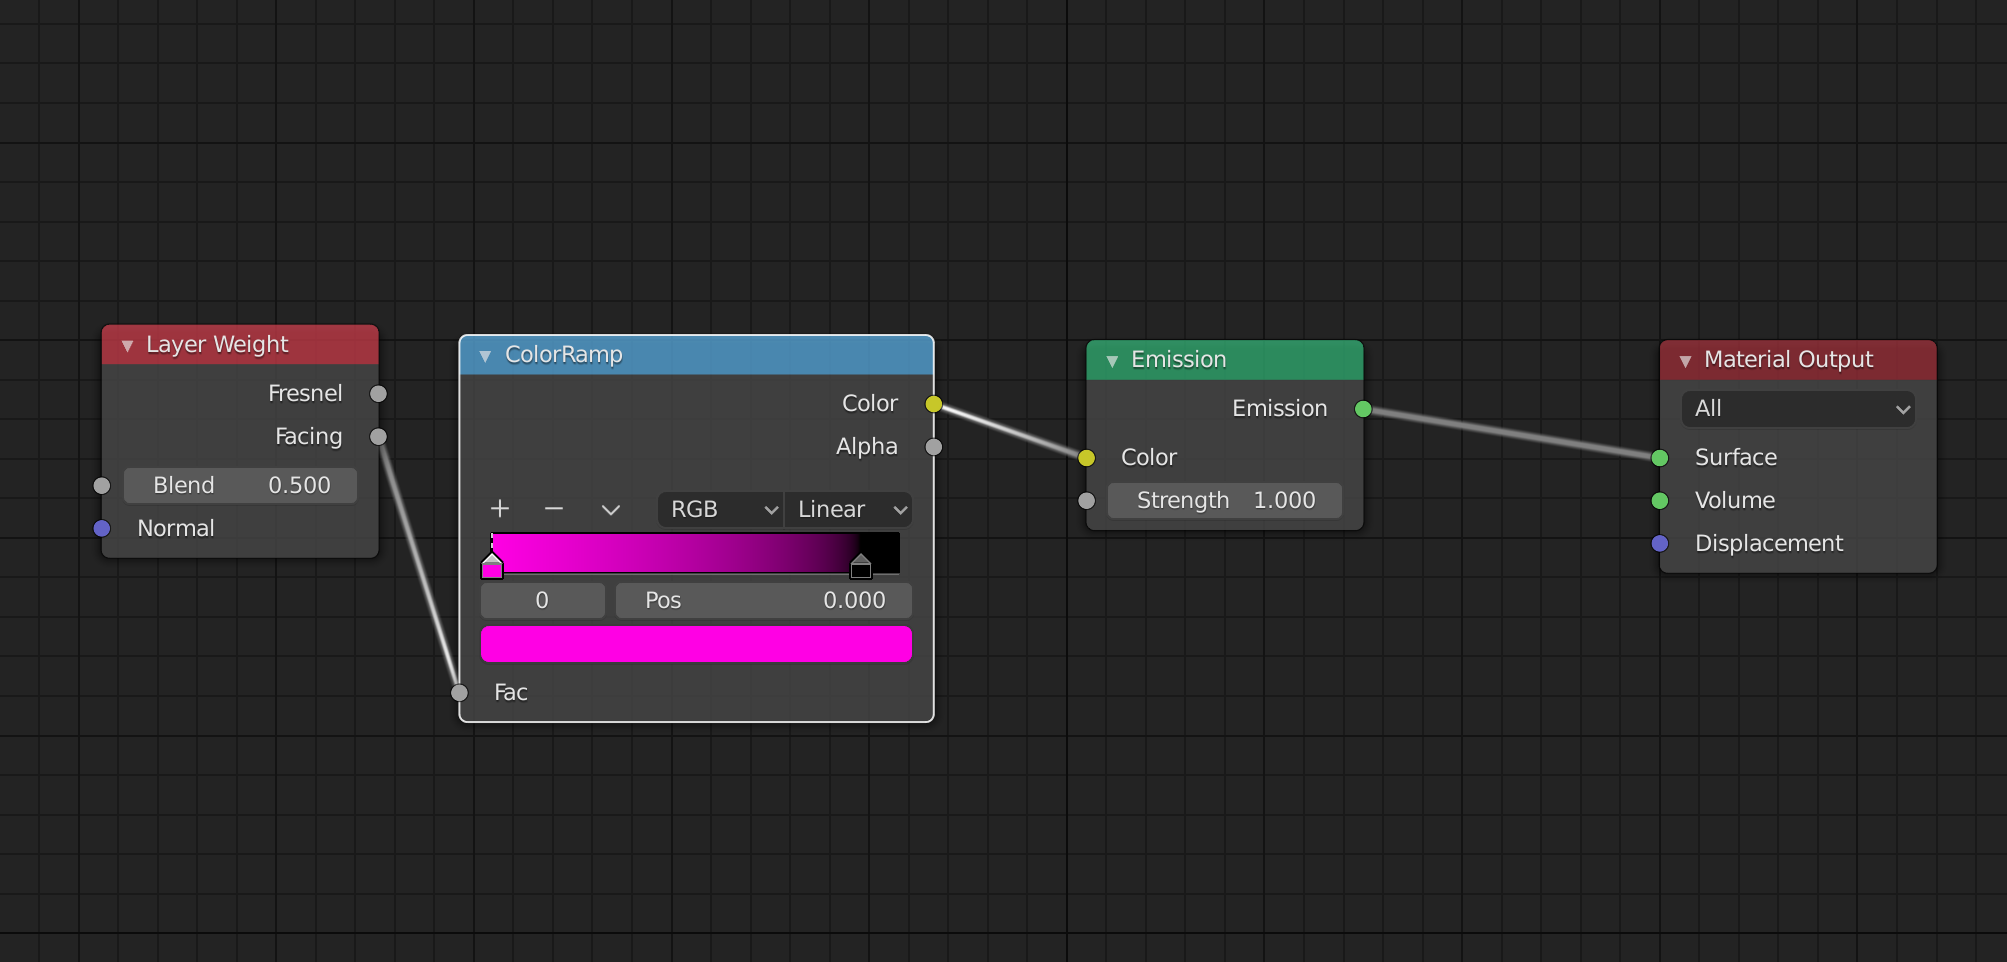 Layer Weight
Fresnel
Facing
Blend 0.500
Normal
ColorRamp
Color
Alpha
RGB Linear
0 Pos 0.000
Fac
Emission
Emission
Color
Strength 1.000
Material Output
All
Surface
Volume
Displacement